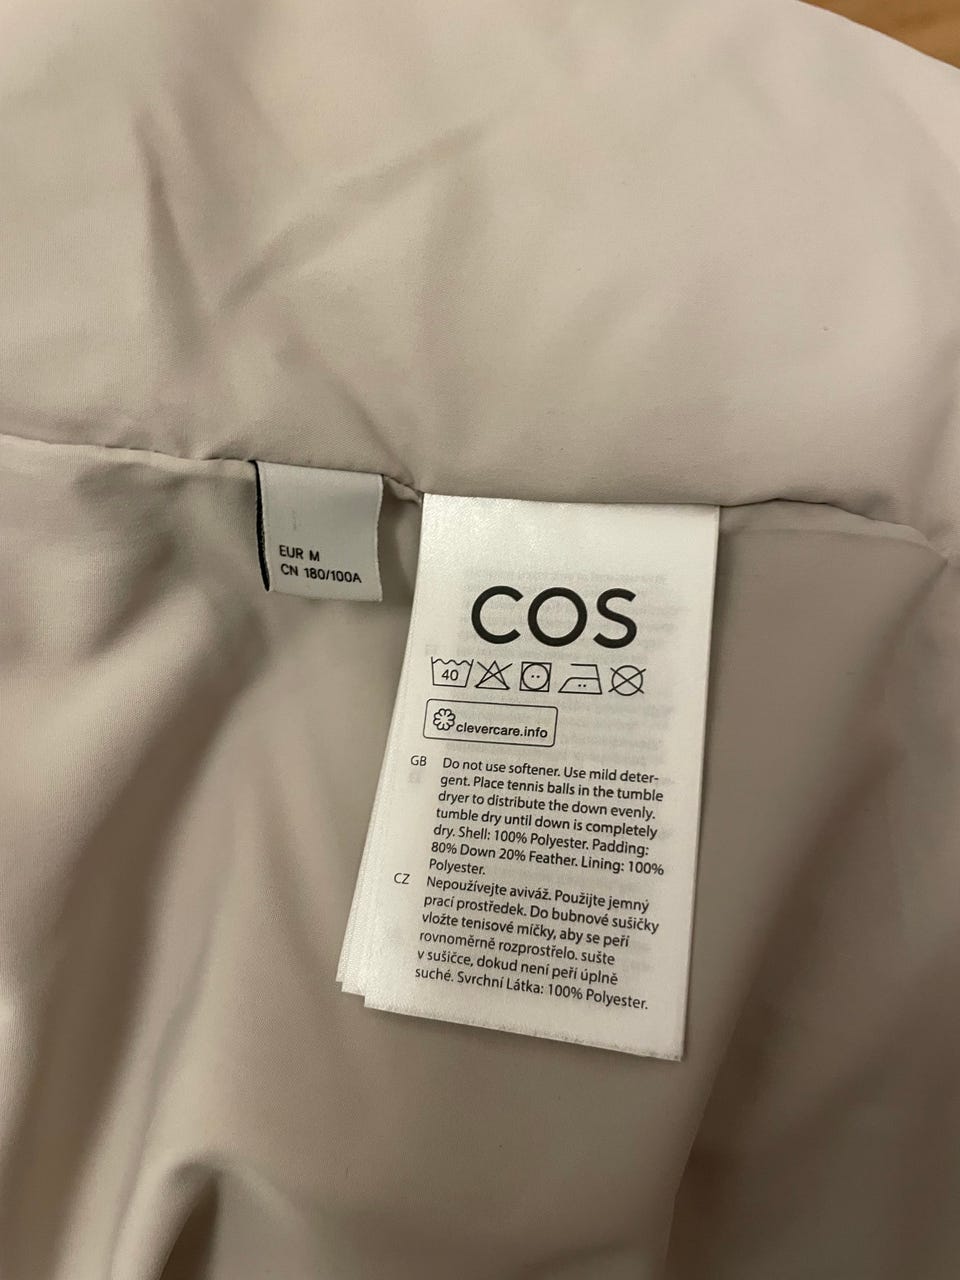 EUR M
CN 180/100A
COS
40
clevercare.info
GB Do not use softener. Use mild deter-
gent. Place tennis balls in the tumble
dryer to distribute the down evenly.
tumble dry until down is completely
dry. Shell: 100% Polyester. Padding:
80% Down 20% Feather. Lining: 100%
Polyester.
CZ Nepoužívejte aviváž. Použijte jemný
prací prostředek. Do bubnové sušičky
vložte tenisové míčky, aby se peří
rovnoměrně rozprostřelo. sušte
v sušičce, dokud není peří úplně
suché. Svrchní Látka: 100% Polyester.